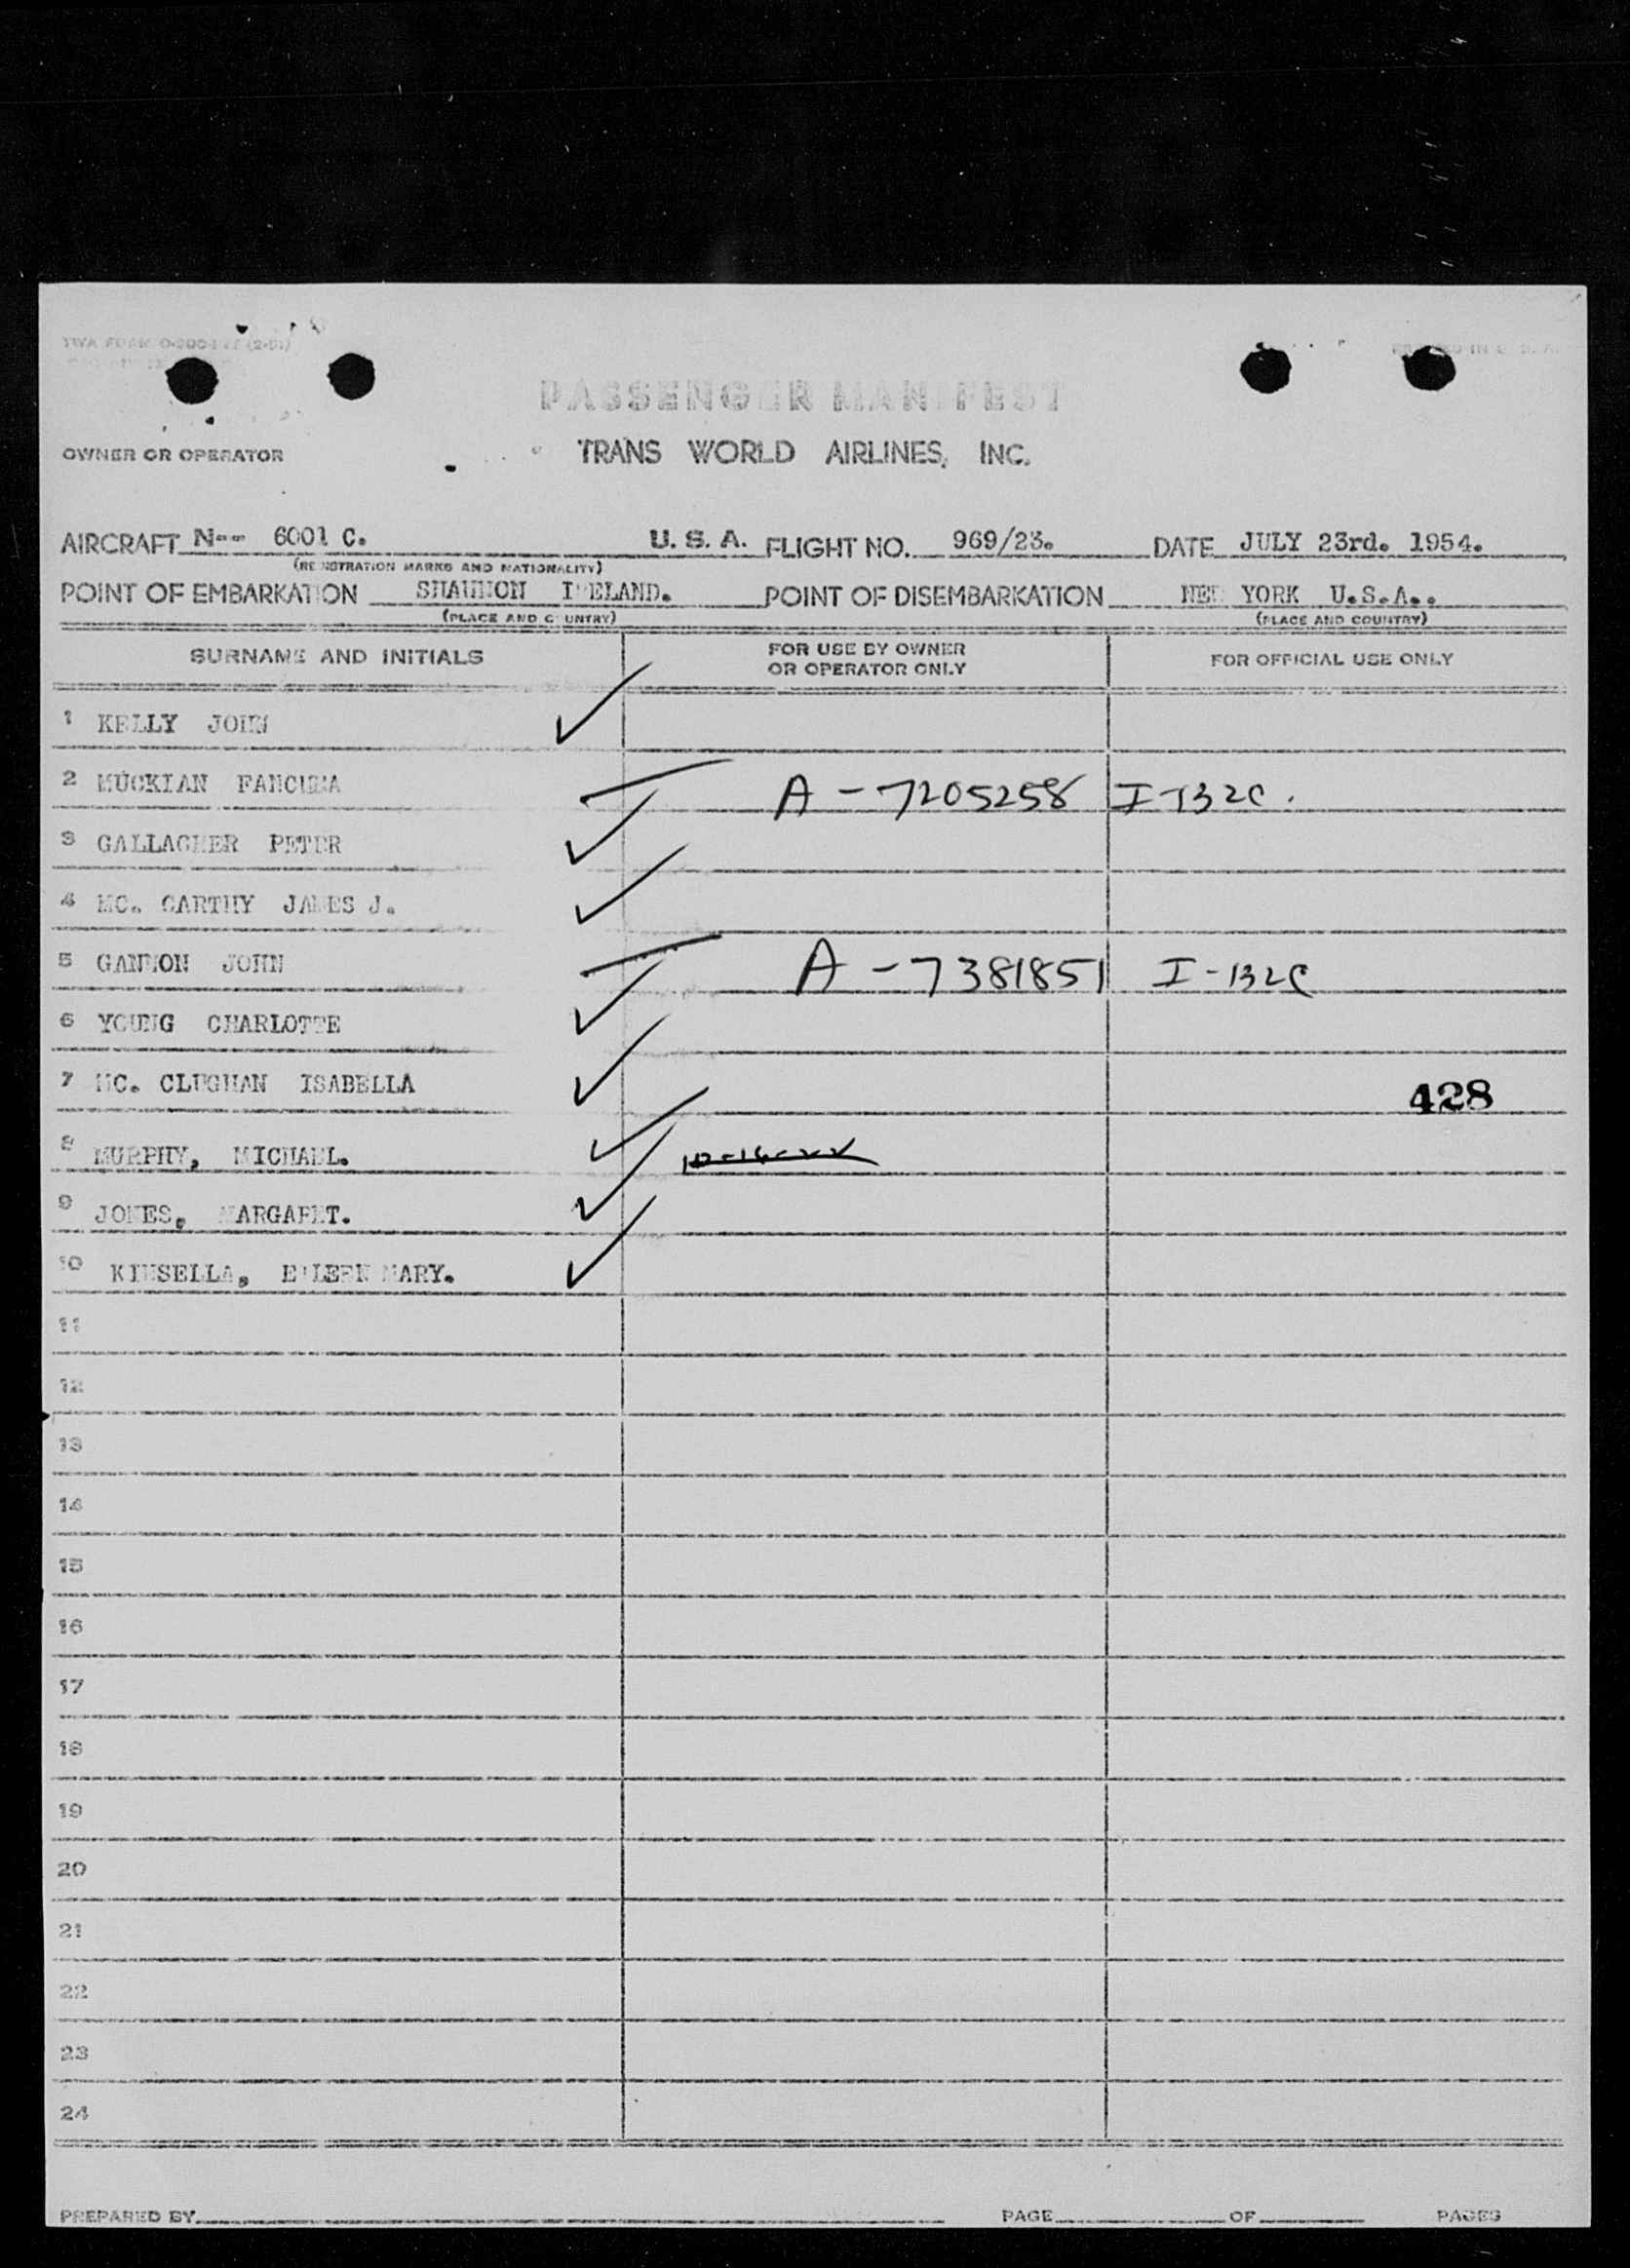 PASSENGER MANIFEST
OWNER OR OPERATOR TRANS WORLD AIRLINES, INC.
AIRCRAFT N-- 6001 C. U. S. A. FLIGHT NO. 969/23. DATE JULY 23rd. 1954.
(REGISTRATION MARKS AND NATIONALITY)
POINT OF EMBARKATION SHANNON IRELAND. POINT OF DISEMBARKATION NEW YORK U.S.A..
(PLACE AND COUNTRY) (PLACE AND COUNTRY)
SURNAME AND INITIALS FOR USE BY OWNER OR OPERATOR ONLY FOR OFFICIAL USE ONLY
1 KELLY JOHN
2 MUCKIAN A-7205258 I-132C.
3 GALLAGHER PETER
4 MC. CARTHY JAMES J.
5 GANNON JOHN A-7381851 I-132C
6 YOUNG CHARLOTTE
7 MC. CLUGHAN ISABELLA 428
8 MURPHY, MICHAEL.
9 JONES, MARGARET.
10 KINSELLA, EILEEN MARY.
11
12
13
14
15
16
17
18
19
20
21
22
23
24
PREPARED BY PAGE OF PAGES